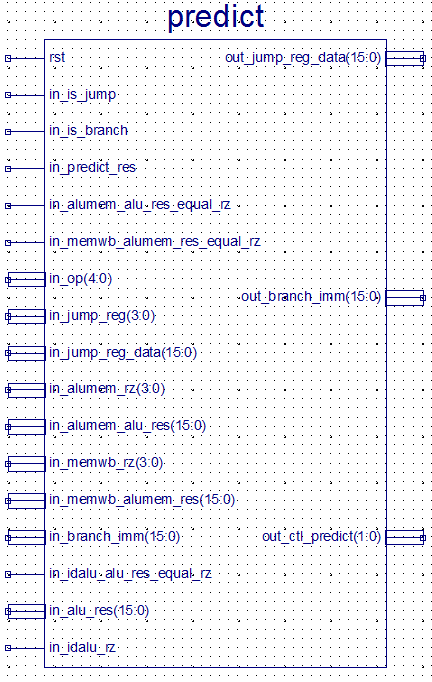 predict
rst out_jump_reg_data(15:0)
in_is_jump
in_is_branch
in_predict_res
in_alumem_alu_res_equal_rz
in_memwb_alumem_res_equal_rz
in_op(4:0)
out_branch_imm(15:0)
in_jump_reg(3:0)
in_jump_reg_data(15:0)
in_alumem_rz(3:0)
in_alumem_alu_res(15:0)
in_memwb_rz(3:0)
in_memwb_alumem_res(15:0)
in_branch_imm(15:0) out_ctl_predict(1:0)
in_idalu_alu_res_equal_rz
in_alu_res(15:0)
in_idalu_rz